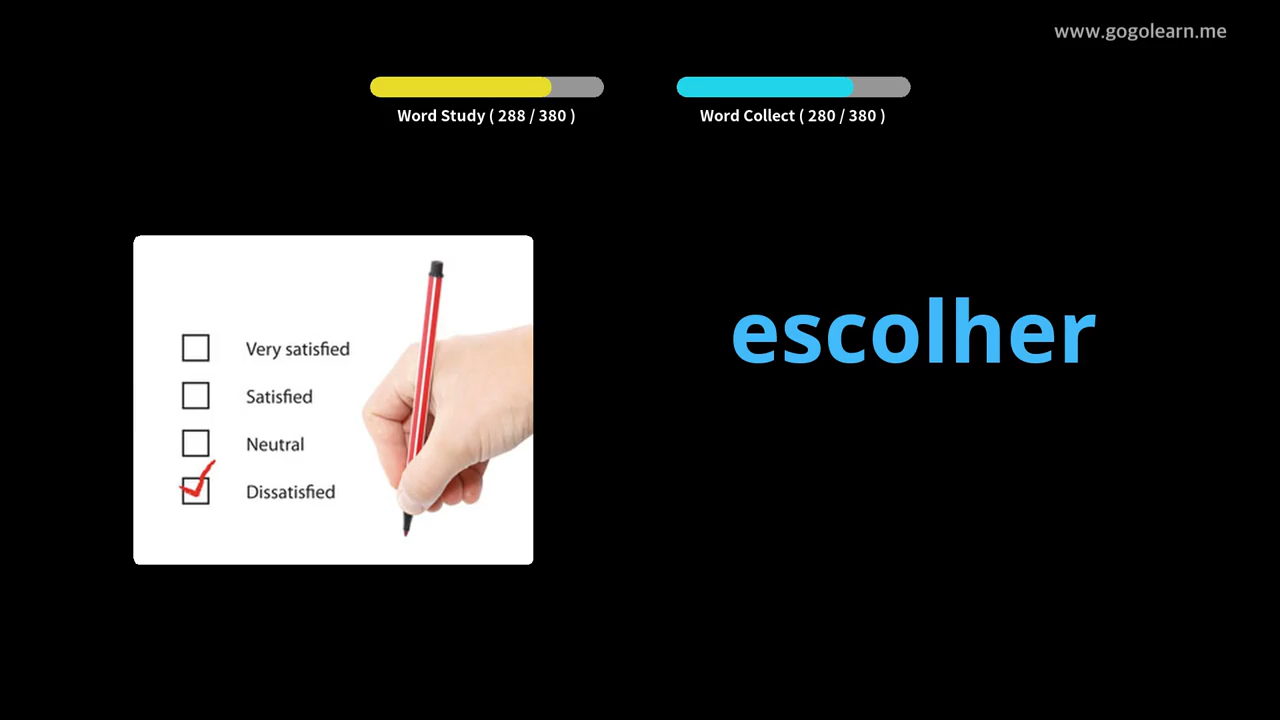 www.gogolearn.me
Word Study ( 288 / 380 )
Word Collect ( 280 / 380 )
Very satisfied
Satisfied
Neutral
Dissatisfied
escolher